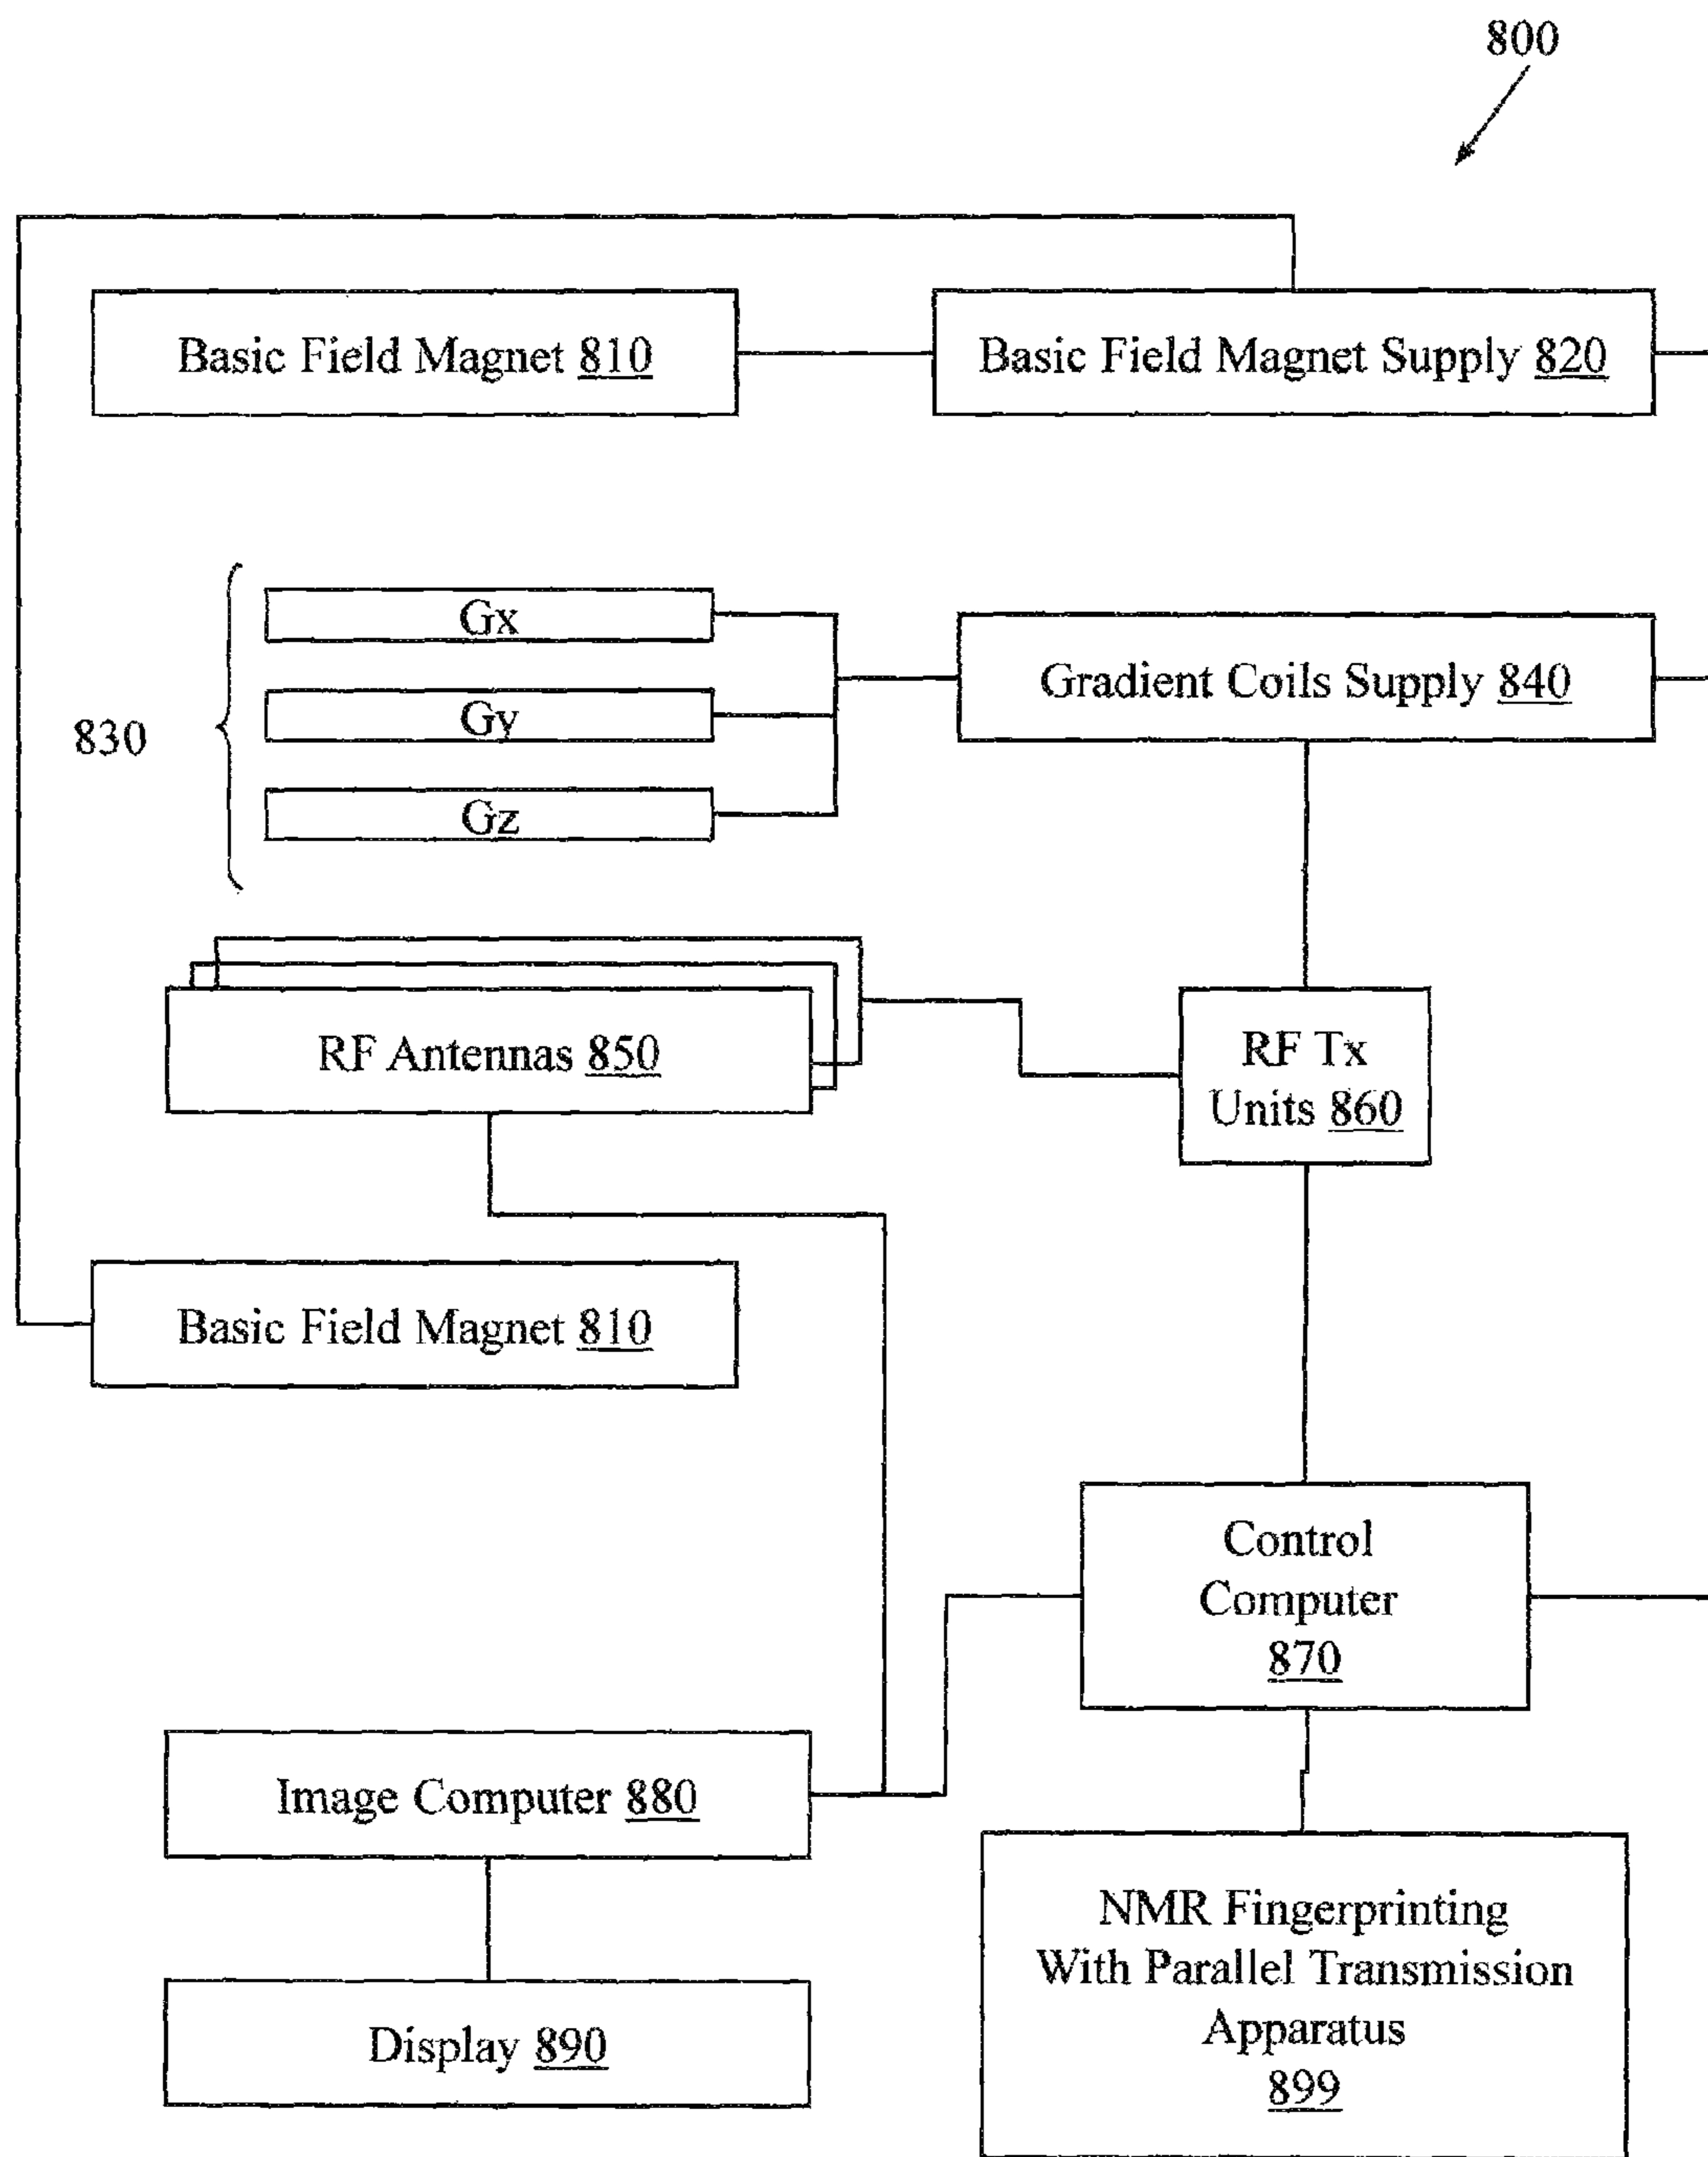 800
Basic Field Magnet 810
Basic Field Magnet Supply 820
Gx
Gy
Gz
830
Gradient Coils Supply 840
RF Antennas 850
RF Tx
Units 860
Basic Field Magnet 810
Control
Computer
870
Image Computer 880
NMR Fingerprinting
With Parallel Transmission
Apparatus
899
Display 890